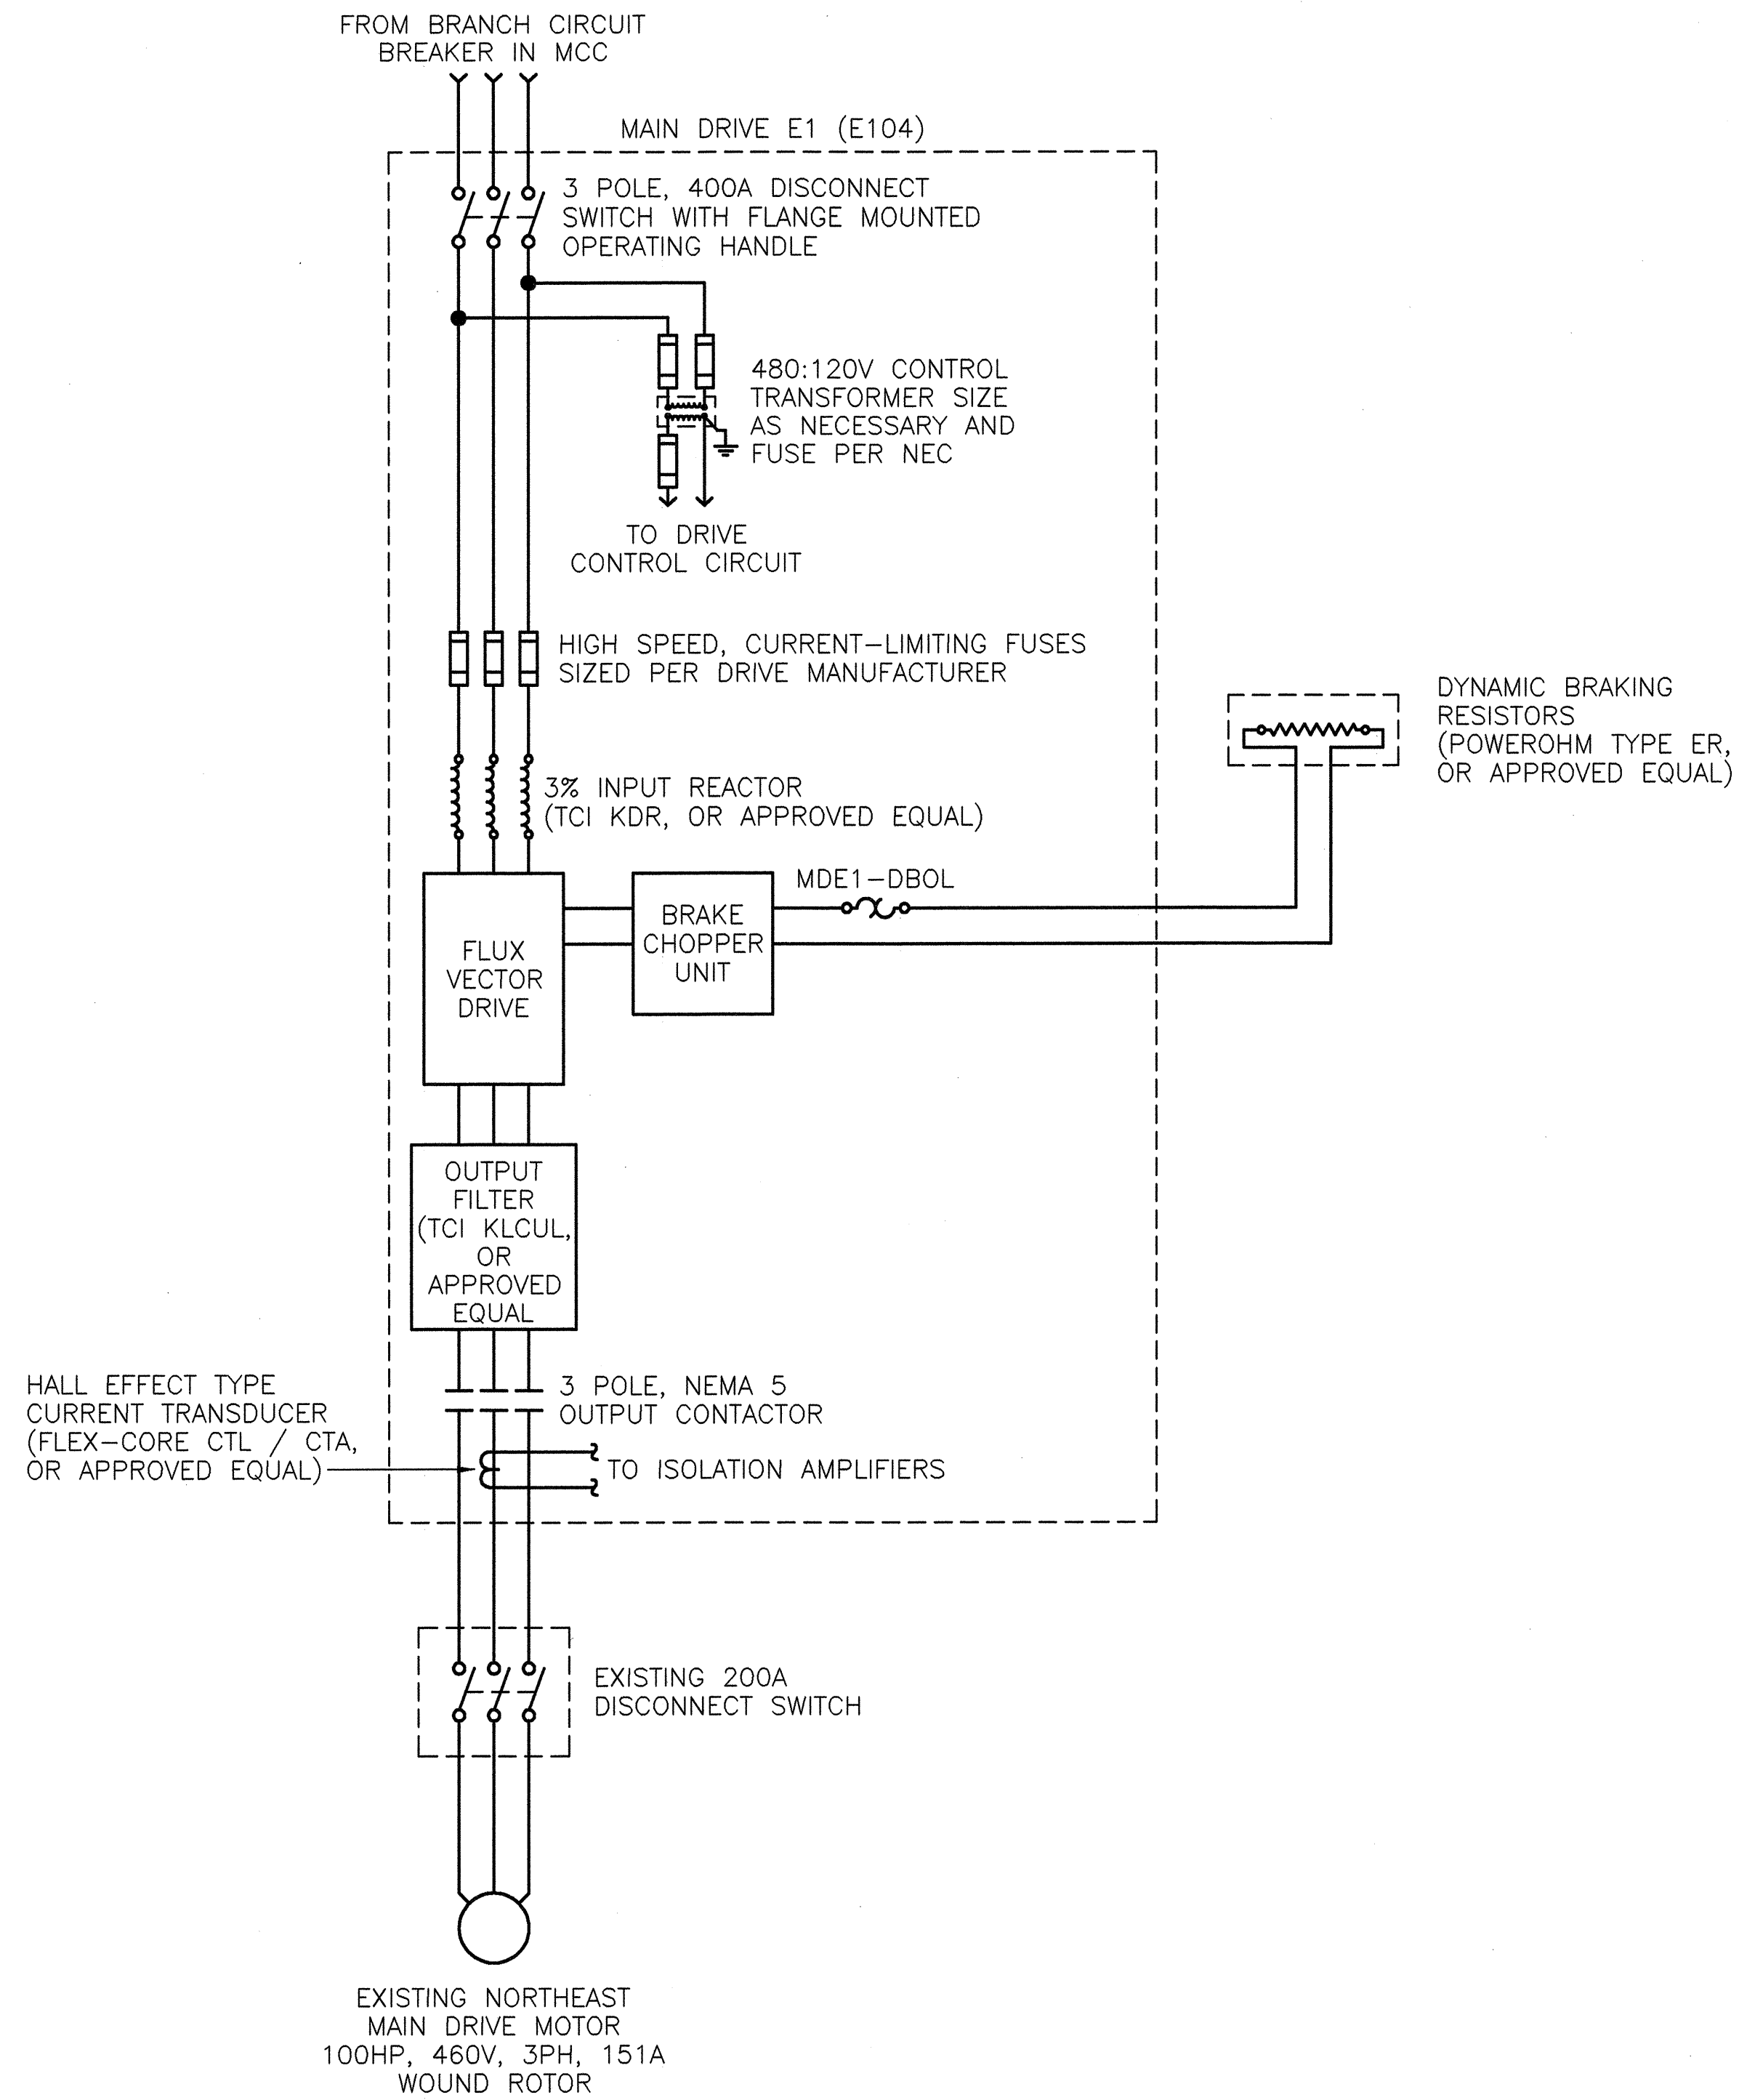 FROM BRANCH CIRCUIT
BREAKER IN MCC
MAIN DRIVE E1 (E104)
3 POLE, 400A DISCONNECT
SWITCH WITH FLANGE MOUNTED
OPERATING HANDLE
480:120V CONTROL
TRANSFORMER SIZE
AS NECESSARY AND
FUSE PER NEC
TO DRIVE
CONTROL CIRCUIT
HIGH SPEED, CURRENT-LIMITING FUSES
SIZED PER DRIVE MANUFACTURER
DYNAMIC BRAKING
RESISTORS
(POWEROHM TYPE ER,
OR APPROVED EQUAL)
3% INPUT REACTOR
(TCI KDR, OR APPROVED EQUAL)
MDE1-DBOL
BRAKE
CHOPPER
UNIT
FLUX
VECTOR
DRIVE
OUTPUT
FILTER
(TCI KLCUL,
OR
APPROVED
EQUAL
HALL EFFECT TYPE
CURRENT TRANSDUCER
(FLEX-CORE CTL / CTA,
OR APPROVED EQUAL)
3 POLE, NEMA 5
OUTPUT CONTACTOR
TO ISOLATION AMPLIFIERS
EXISTING 200A
DISCONNECT SWITCH
EXISTING NORTHEAST
MAIN DRIVE MOTOR
100HP, 460V, 3PH, 151A
WOUND ROTOR